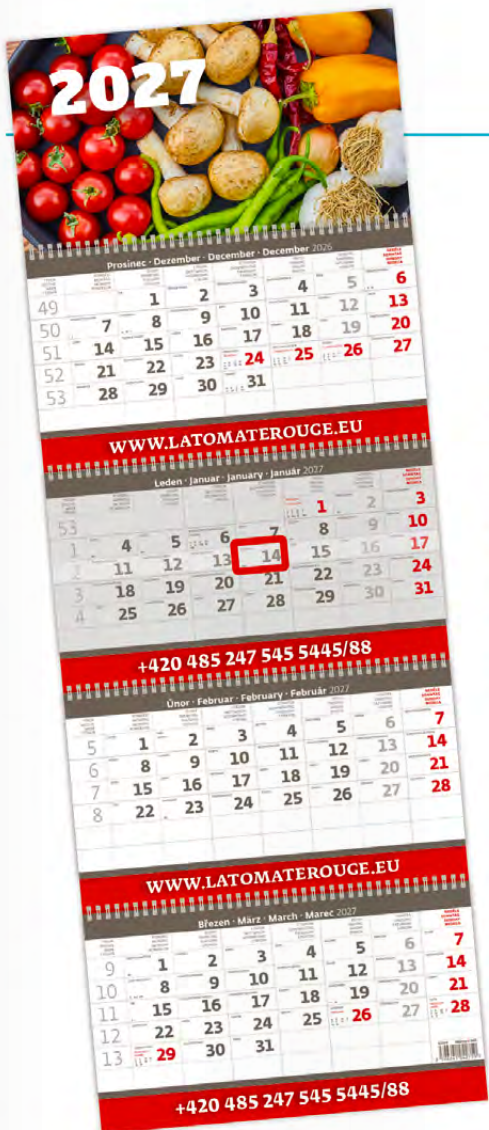 2027
Prosinec · Dezember · December · December 2026
49 1 2 3 4 5 6
50 7 8 9 10 11 12 13
51 14 15 16 17 18 19 20
52 21 22 23 24 25 26 27
53 28 29 30 31
WWW.LATOMATEROUGE.EU
Leden · Januar · January · Január 2027
53 1 2 3
1 4 5 6 7 8 9 10
2 11 12 13 14 15 16 17
3 18 19 20 21 22 23 24
4 25 26 27 28 29 30 31
+420 485 247 545 5445/88
Únor · Februar · February · Február 2027
5 1 2 3 4 5 6 7
6 8 9 10 11 12 13 14
7 15 16 17 18 19 20 21
8 22 23 24 25 26 27 28
WWW.LATOMATEROUGE.EU
Březen · März · March · Marec 2027
9 1 2 3 4 5 6 7
10 8 9 10 11 12 13 14
11 15 16 17 18 19 20 21
12 22 23 24 25 26 27 28
13 29 30 31
+420 485 247 545 5445/88